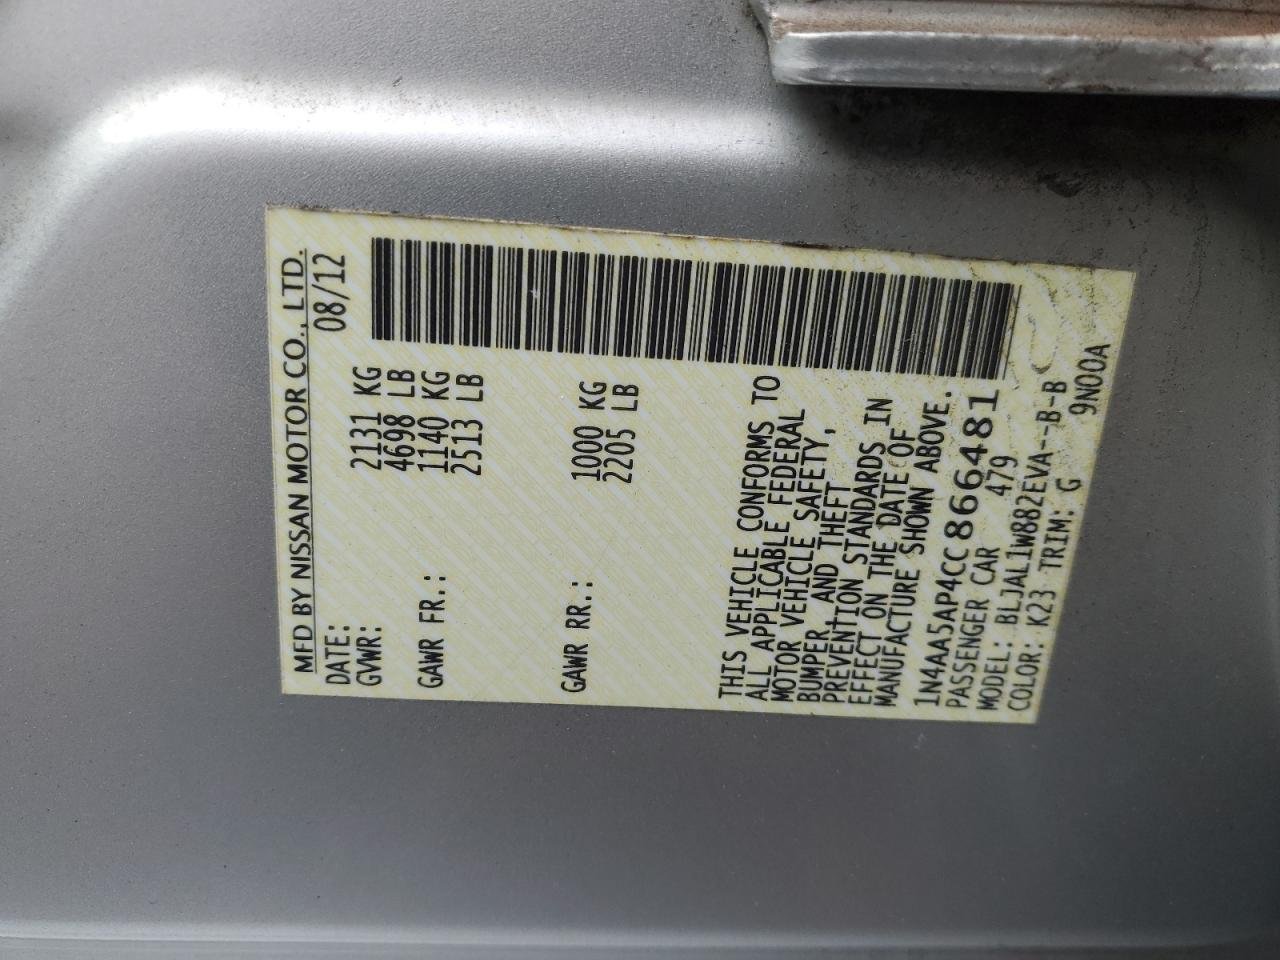 MFD BY NISSAN MOTOR CO., LTD.
DATE: 08/12
GVWR: 2131 KG
4698 LB
GAWR FR.: 1140 KG
2513 LB
GAWR RR.: 1000 KG
2205 LB
THIS VEHICLE CONFORMS TO
ALL APPLICABLE FEDERAL
MOTOR VEHICLE SAFETY,
BUMPER AND THEFT
PREVENTION STANDARDS IN
EFFECT ON THE DATE OF
MANUFACTURE SHOWN ABOVE.
1N4AA5AP4CC866481
PASSENGER CAR 479
MODEL: BLJALIW882EVA--B-B
COLOR: K23 TRIM: G 9N00A